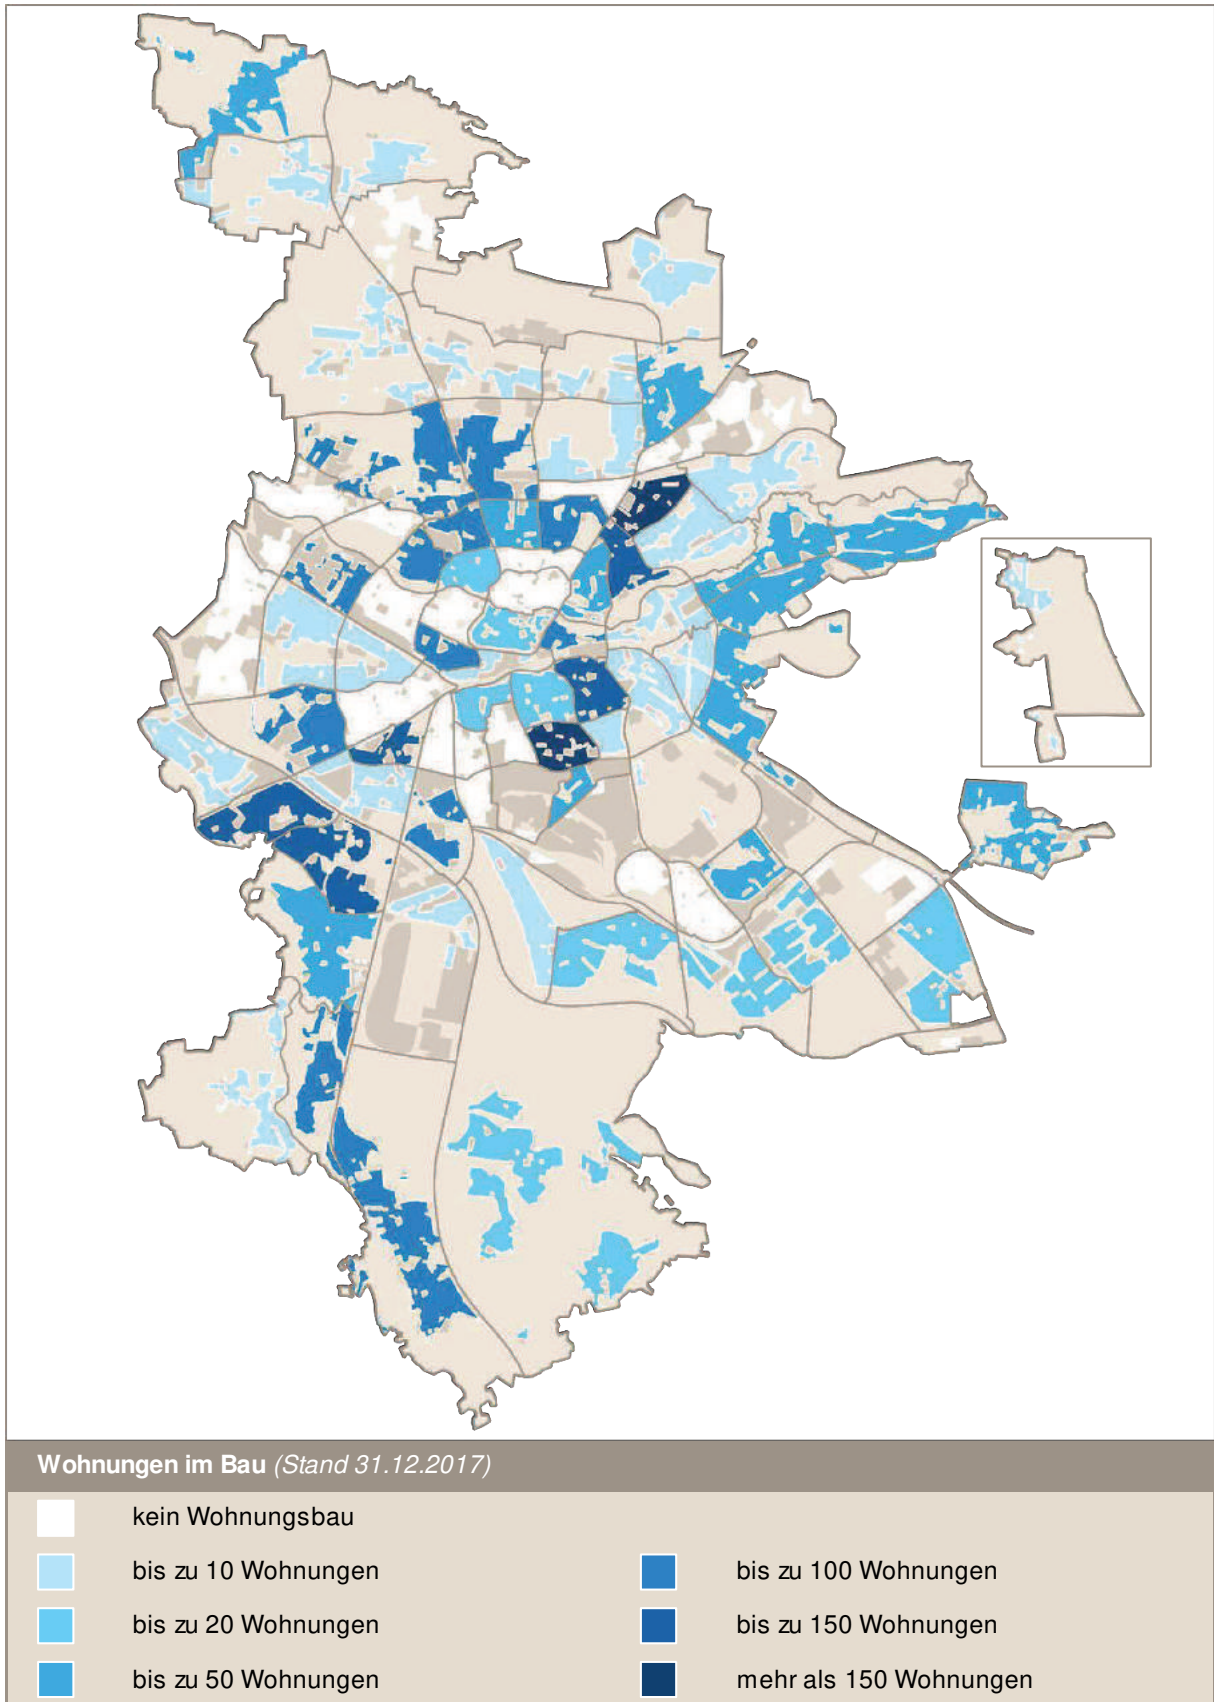 Wohnungen im Bau (Stand 31.12.2017)
kein Wohnungsbau
bis zu 10 Wohnungen
bis zu 20 Wohnungen
bis zu 50 Wohnungen
bis zu 100 Wohnungen
bis zu 150 Wohnungen
mehr als 150 Wohnungen